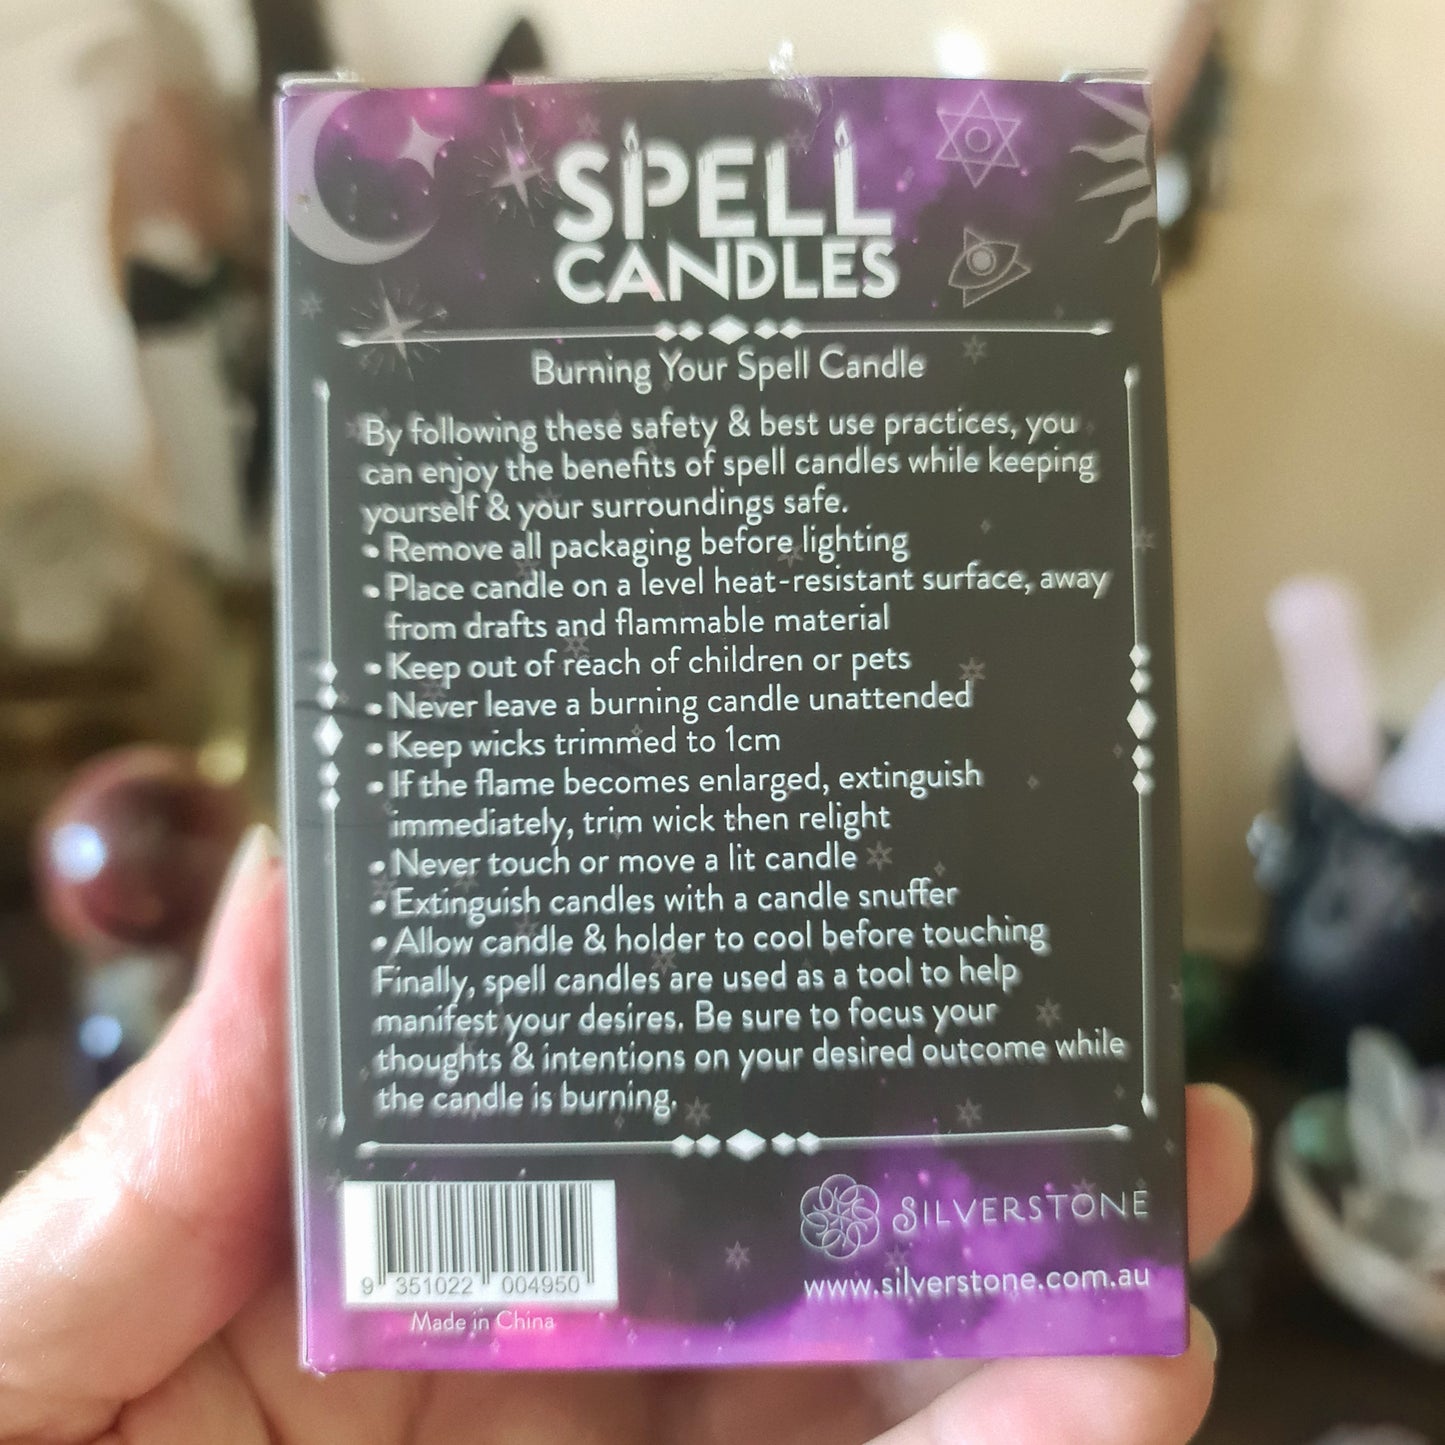 SPELL
CANDLES
Burning Your Spell Candle
By following these safety & best use practices, you
can enjoy the benefits of spell candles while keeping
yourself & your surroundings safe.
• Remove all packaging before lighting
• Place candle on a level heat-resistant surface, away
from drafts and flammable material
• Keep out of reach of children or pets
• Never leave a burning candle unattended
• Keep wicks trimmed to 1cm
• If the flame becomes enlarged, extinguish
immediately, trim wick then relight
• Never touch or move a lit candle
• Extinguish candles with a candle snuffer
• Allow candle & holder to cool before touching
Finally, spell candles are used as a tool to help
manifest your desires. Be sure to focus your
thoughts & intentions on your desired outcome while
the candle is burning.
SILVERSTONE
www.silverstone.com.au
9 351022 004950
Made in China